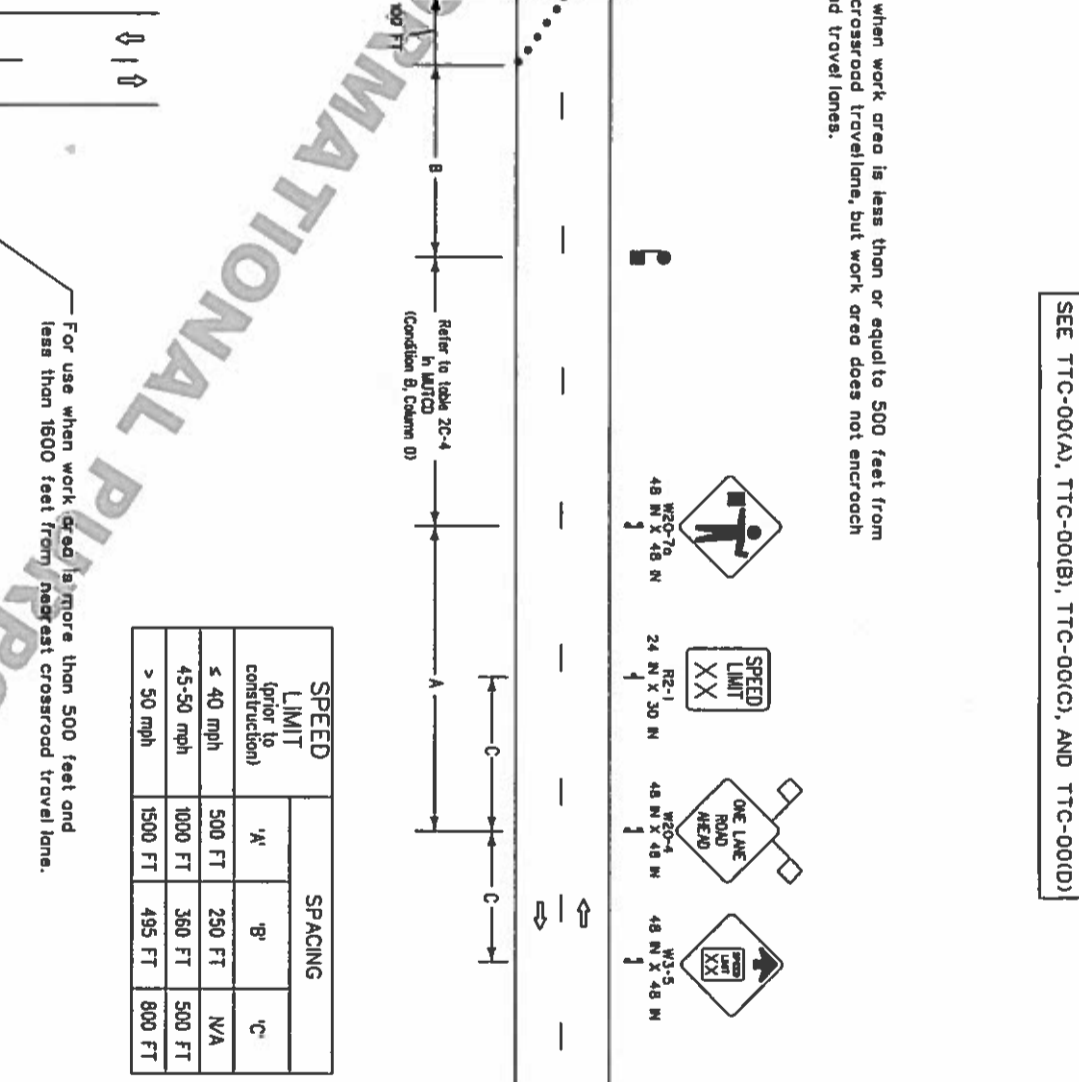 SEE TTC-00(A), TTC-00(B), TTC-00(C), AND TTC-00(D)
when work area is less than or equal to 500 feet from
crossroad travel lane, but work area does not encroach
travel lanes.
W20-7a
48 IN X 48 IN
SPEED
LIMIT
XX
R2-1
24 IN X 30 IN
ONE LANE
ROAD
AHEAD
W20-4
48 IN X 48 IN
SPEED
LIMIT
XX
W3-5
48 IN X 48 IN
100 FT
B
Refer to table 2C-4
in MUTCD
(Condition B, Column 0)
A
C
C
SPEED
LIMIT
(prior to
construction)
SPACING
'A' 'B' 'C'
≤ 40 mph 500 FT 250 FT N/A
45-50 mph 1000 FT 360 FT 500 FT
> 50 mph 1500 FT 495 FT 800 FT
For use when work area is more than 500 feet and
less than 1600 feet from nearest crossroad travel lane.
RMATIONAL PURPO